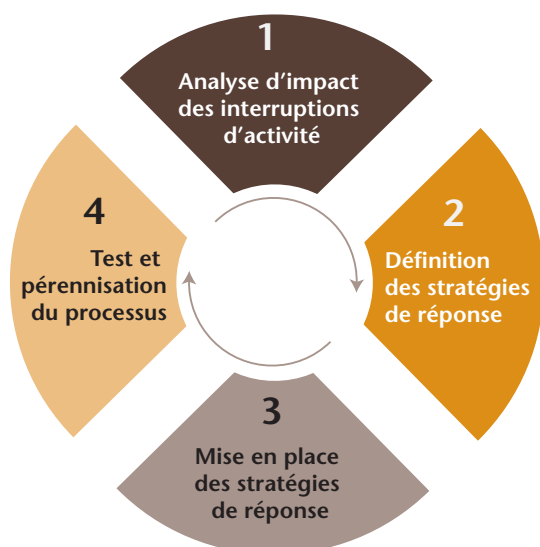 1
Analyse d’impact
des interruptions
d’activité
2
Définition
des stratégies
de réponse
3
Mise en place
des stratégies
de réponse
4
Test et
pérennisation
du processus